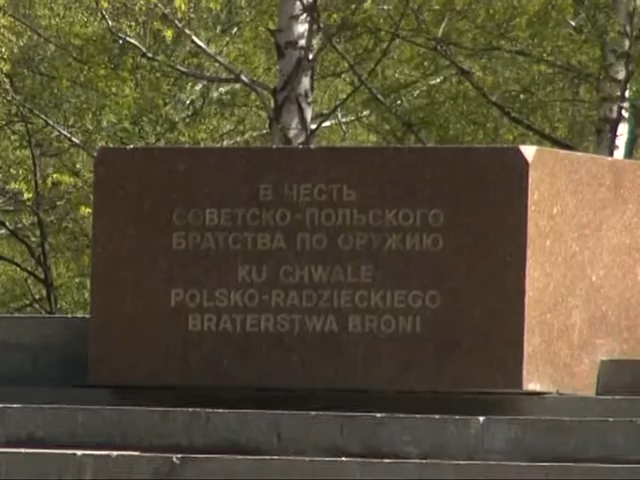 В ЧЕСТЬ
СОВЕТСКО-ПОЛЬСКОГО
БРАТСТВА ПО ОРУЖИЮ
KU CHWALE
POLSKO-RADZIECKIEGO
BRATERSTWA BRONI